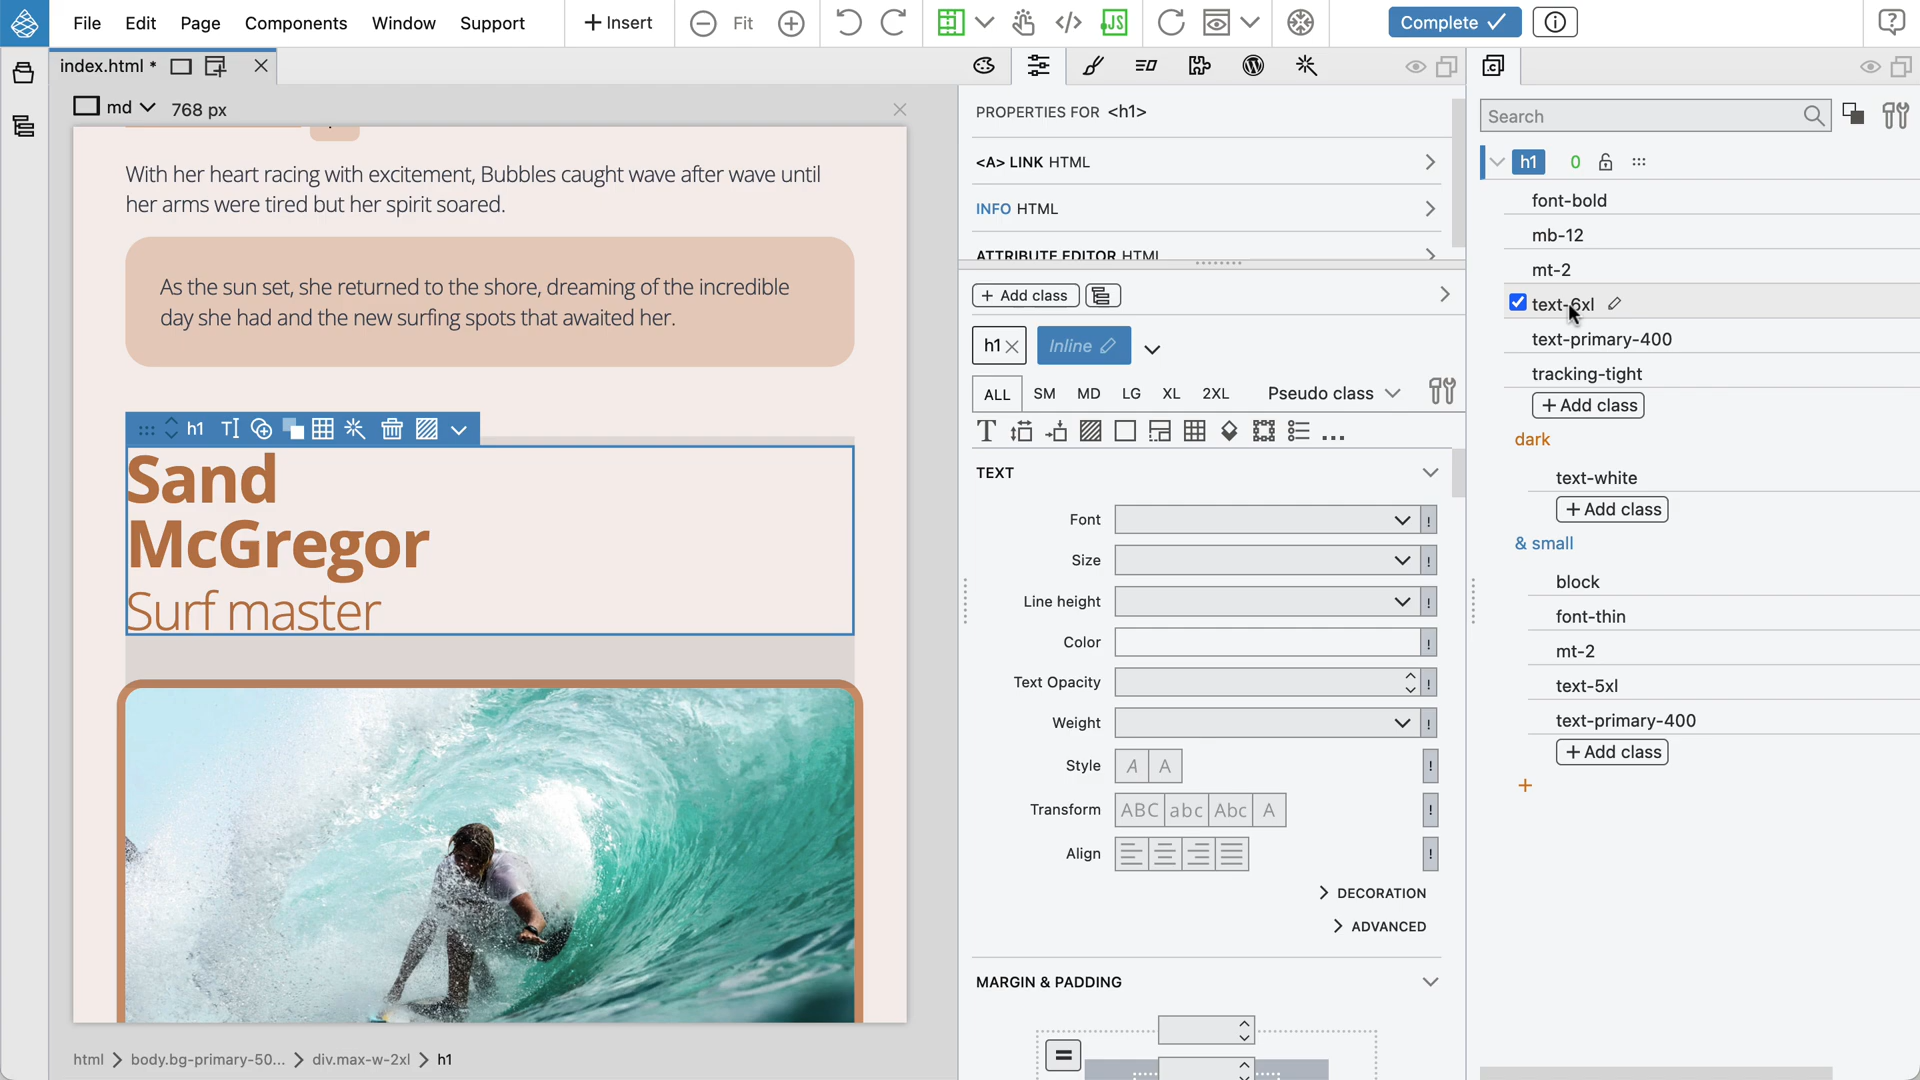 File Edit Page Components Window Support + Insert Fit Complete
index.html *
md 768 px
With her heart racing with excitement, Bubbles caught wave after wave until
her arms were tired but her spirit soared.
As the sun set, she returned to the shore, dreaming of the incredible
day she had and the new surfing spots that awaited her.
h1
Sand
McGregor
Surf master
html > body.bg-primary-50... > div.max-w-2xl > h1
PROPERTIES FOR <h1>
<A> LINK HTML
INFO HTML
ATTRIBUTE EDITOR HTML
+ Add class
h1 Inline
ALL SM MD LG XL 2XL Pseudo class
TEXT
Font !
Size !
Line height !
Color !
Text Opacity !
Weight !
Style A A !
Transform ABC abc Abc A !
Align !
DECORATION
ADVANCED
MARGIN & PADDING
=
Search
h1 0
font-bold
mb-12
mt-2
text-6xl
text-primary-400
tracking-tight
+ Add class
dark
text-white
+ Add class
& small
block
font-thin
mt-2
text-5xl
text-primary-400
+ Add class
+